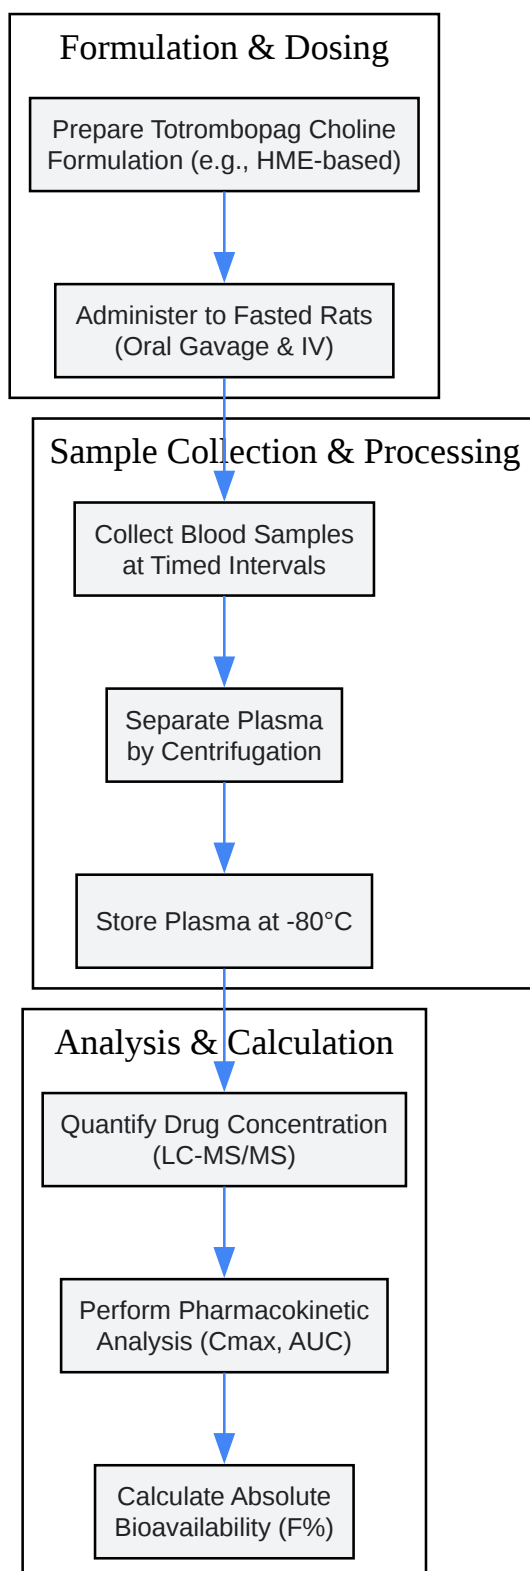 Formulation & Dosing
Prepare Totrombopag Choline
Formulation (e.g., HME-based)
Administer to Fasted Rats
(Oral Gavage & IV)
Sample Collection & Processing
Collect Blood Samples
at Timed Intervals
Separate Plasma
by Centrifugation
Store Plasma at -80°C
Analysis & Calculation
Quantify Drug Concentration
(LC-MS/MS)
Perform Pharmacokinetic
Analysis (Cmax, AUC)
Calculate Absolute
Bioavailability (F%)